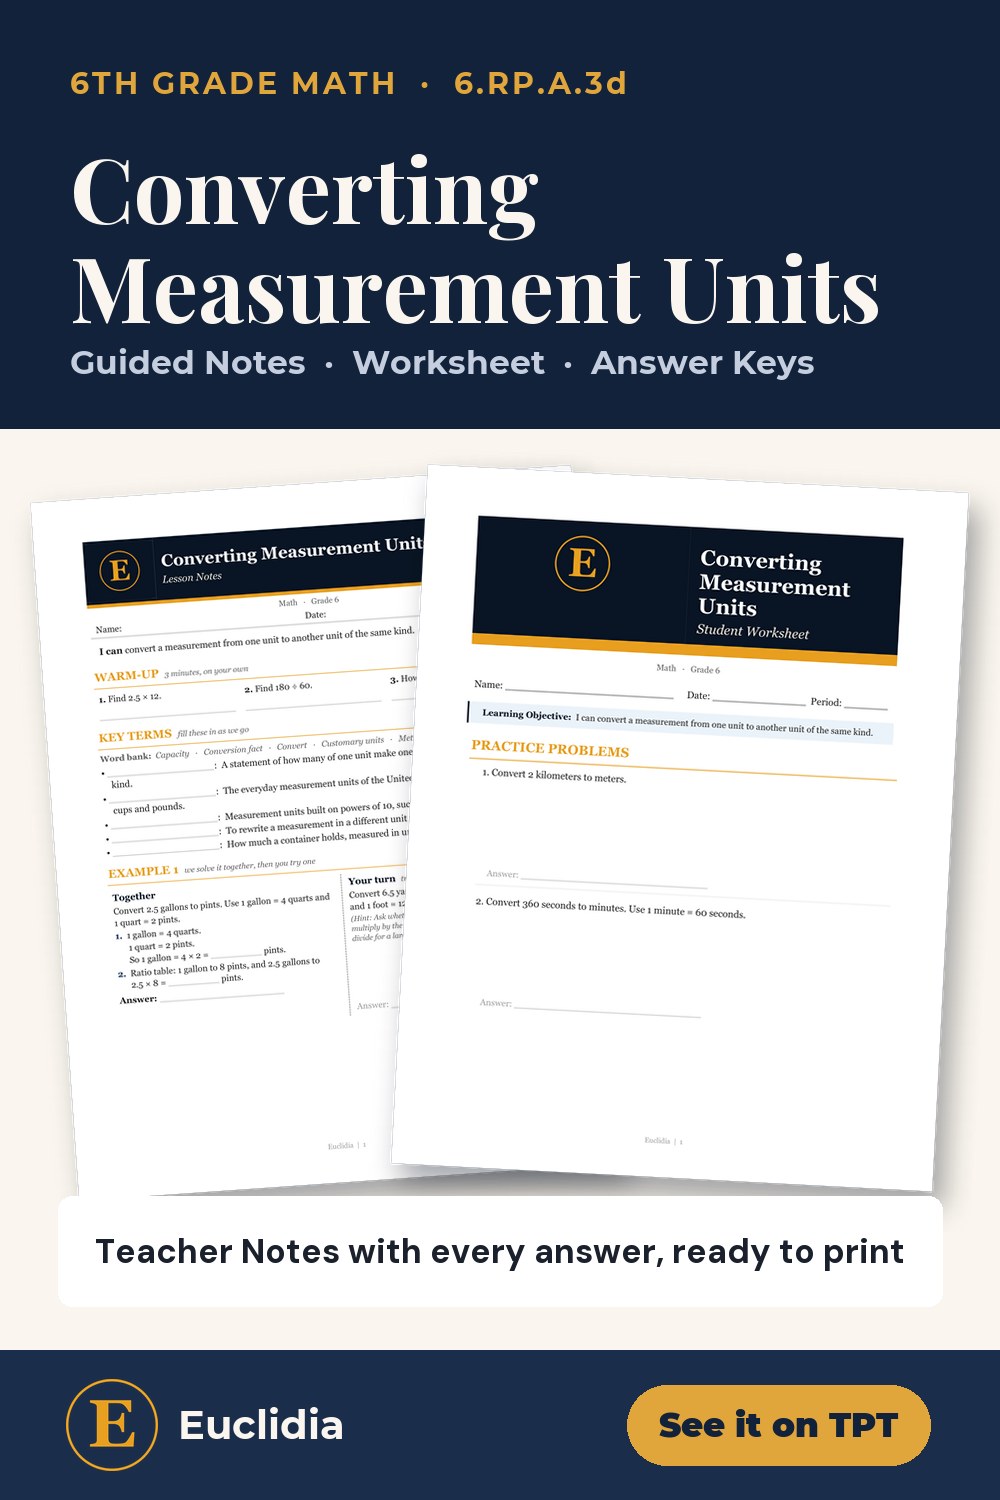 6TH GRADE MATH · 6.RP.A.3d
Converting
Measurement Units
Guided Notes · Worksheet · Answer Keys
E
Converting Measurement Unit
Lesson Notes
Math · Grade 6
Name:
Date:
I can convert a measurement from one unit to another unit of the same kind.
WARM-UP 3 minutes, on your own
1. Find 2.5 × 12.
2. Find 180 ÷ 60.
3. How
KEY TERMS fill these in as we go
Word bank: Capacity · Conversion fact · Convert · Customary units · Met
• : A statement of how many of one unit make one
kind.
• : The everyday measurement units of the United
cups and pounds.
• : Measurement units built on powers of 10, suc
• : To rewrite a measurement in a different unit
• : How much a container holds, measured in u
EXAMPLE 1 we solve it together, then you try one
Together
Convert 2.5 gallons to pints. Use 1 gallon = 4 quarts and
1 quart = 2 pints.
1. 1 gallon = 4 quarts.
1 quart = 2 pints.
So 1 gallon = 4 × 2 = ________ pints.
2. Ratio table: 1 gallon to 8 pints, and 2.5 gallons to
2.5 × 8 = ________ pints.
Answer:
Your turn
Convert 6.5 ya
and 1 foot = 12
(Hint: Ask whet
multiply by the
divide for a lar
Answer:
Euclidia | 1
E
Converting
Measurement
Units
Student Worksheet
Math · Grade 6
Name: Date: Period:
Learning Objective: I can convert a measurement from one unit to another unit of the same kind.
PRACTICE PROBLEMS
1. Convert 2 kilometers to meters.
Answer:
2. Convert 360 seconds to minutes. Use 1 minute = 60 seconds.
Answer:
Euclidia | 1
Teacher Notes with every answer, ready to print
E
Euclidia
See it on TPT